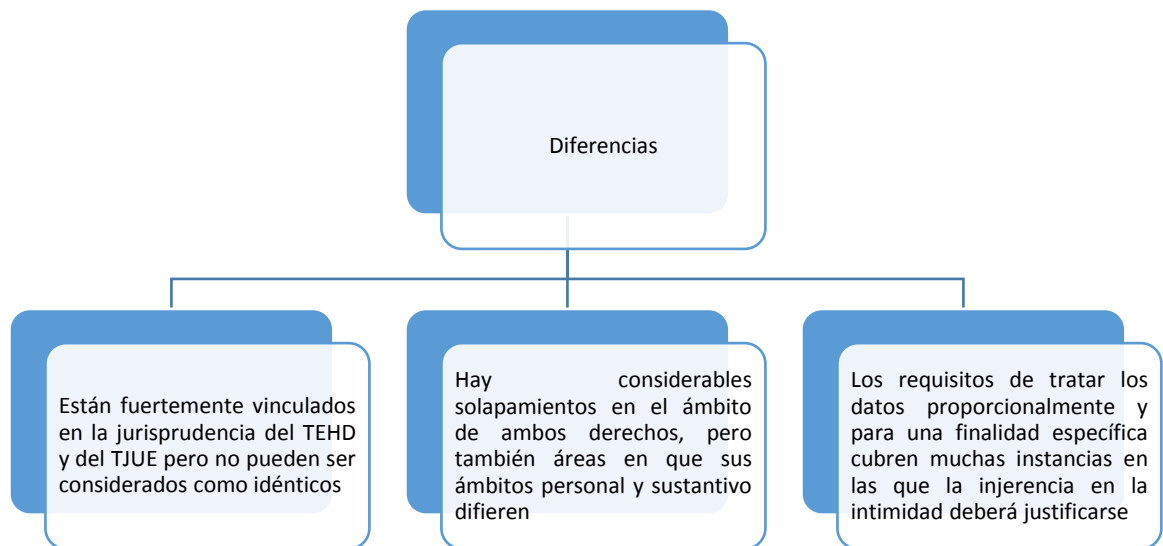 Diferencias
Están fuertemente vinculados
en la jurisprudencia del TEHD
y del TJUE pero no pueden ser
considerados como idénticos
Hay considerables
solapamientos en el ámbito
de ambos derechos, pero
también áreas en que sus
ámbitos personal y sustantivo
difieren
Los requisitos de tratar los
datos proporcionalmente y
para una finalidad específica
cubren muchas instancias en
las que la injerencia en la
intimidad deberá justificarse